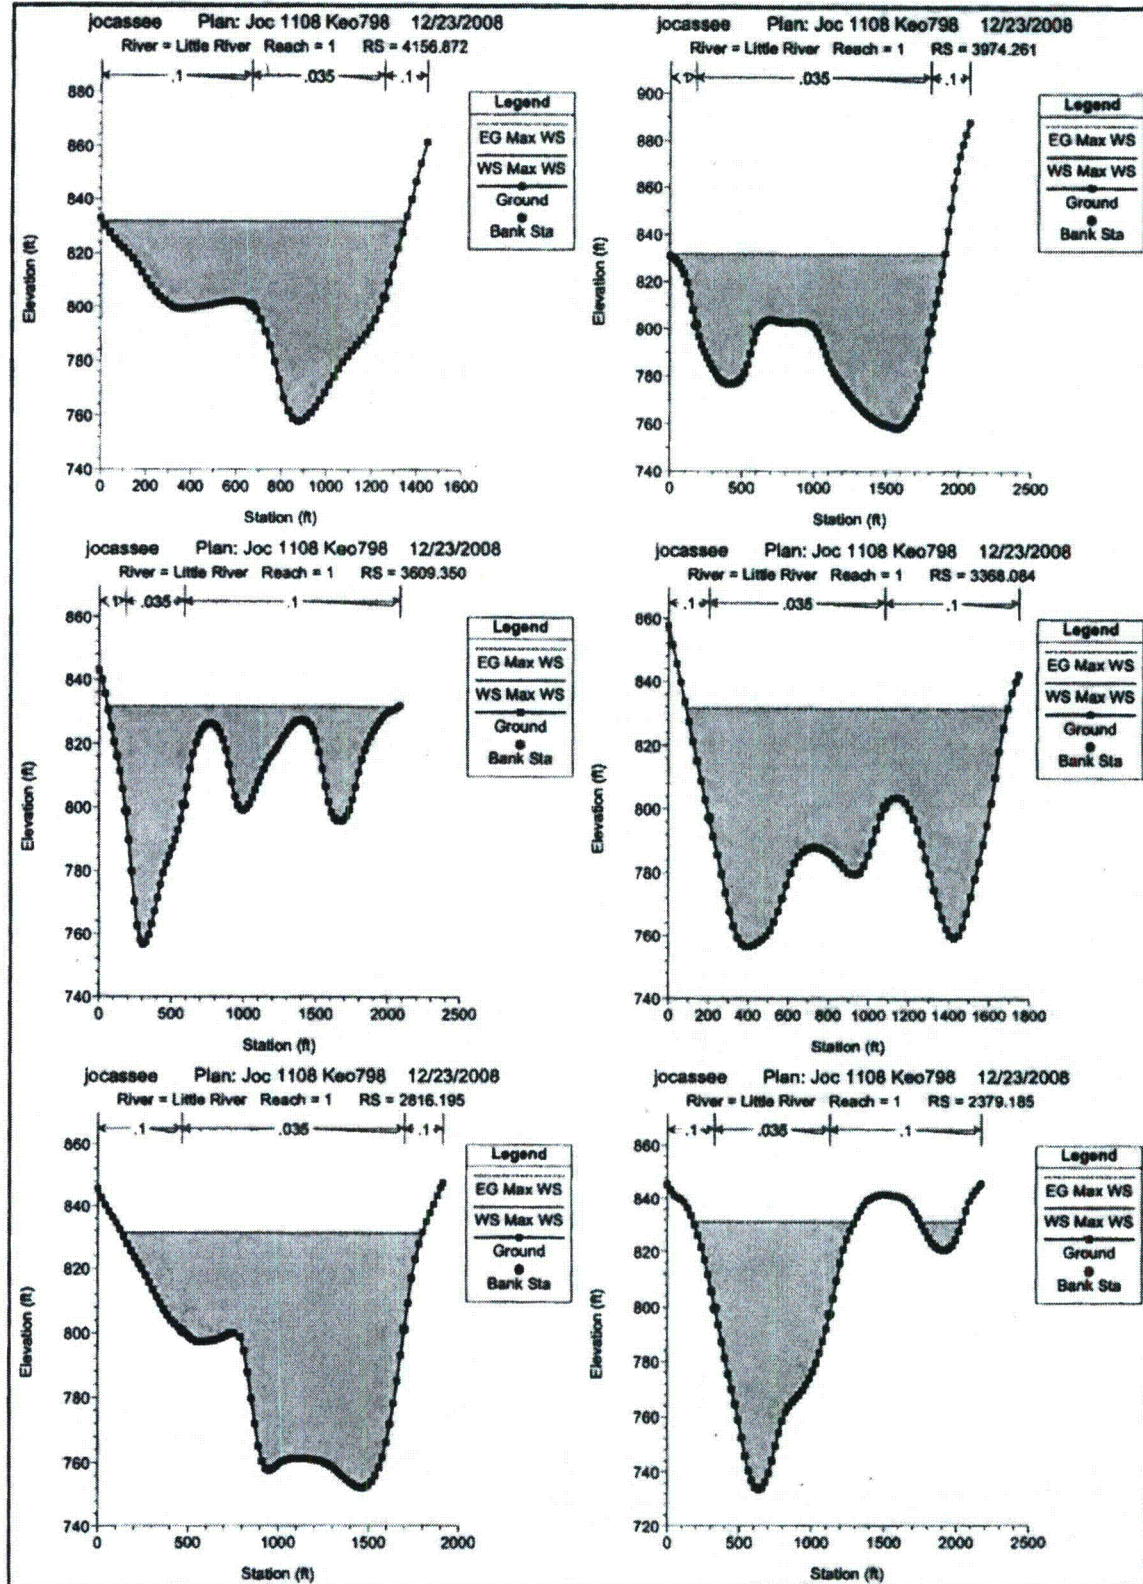 jocassee Plan: Joc 1108 Keo798 12/23/2008
River = Little River Reach = 1 RS = 4156.872
.1 .035 .1
Legend
EG Max WS
WS Max WS
Ground
Bank Sta
Elevation (ft)
880
860
840
820
800
780
760
740
0 200 400 600 800 1000 1200 1400 1600
Station (ft)
jocassee Plan: Joc 1108 Keo798 12/23/2008
River = Little River Reach = 1 RS = 3974.261
.1 .035 .1
Legend
EG Max WS
WS Max WS
Ground
Bank Sta
Elevation (ft)
900
880
860
840
820
800
780
760
740
0 500 1000 1500 2000 2500
Station (ft)
jocassee Plan: Joc 1108 Keo798 12/23/2008
River = Little River Reach = 1 RS = 3609.350
.1 .035 .1
Legend
EG Max WS
WS Max WS
Ground
Bank Sta
Elevation (ft)
860
840
820
800
780
760
740
0 500 1000 1500 2000 2500
Station (ft)
jocassee Plan: Joc 1108 Keo798 12/23/2008
River = Little River Reach = 1 RS = 3368.084
.1 .035 .1
Legend
EG Max WS
WS Max WS
Ground
Bank Sta
Elevation (ft)
860
840
820
800
780
760
740
0 200 400 600 800 1000 1200 1400 1600 1800
Station (ft)
jocassee Plan: Joc 1108 Keo798 12/23/2008
River = Little River Reach = 1 RS = 2816.195
.1 .035 .1
Legend
EG Max WS
WS Max WS
Ground
Bank Sta
Elevation (ft)
860
840
820
800
780
760
740
0 500 1000 1500 2000
Station (ft)
jocassee Plan: Joc 1108 Keo798 12/23/2008
River = Little River Reach = 1 RS = 2379.185
.1 .035 .1
Legend
EG Max WS
WS Max WS
Ground
Bank Sta
Elevation (ft)
860
840
820
800
780
760
740
720
0 500 1000 1500 2000 2500
Station (ft)